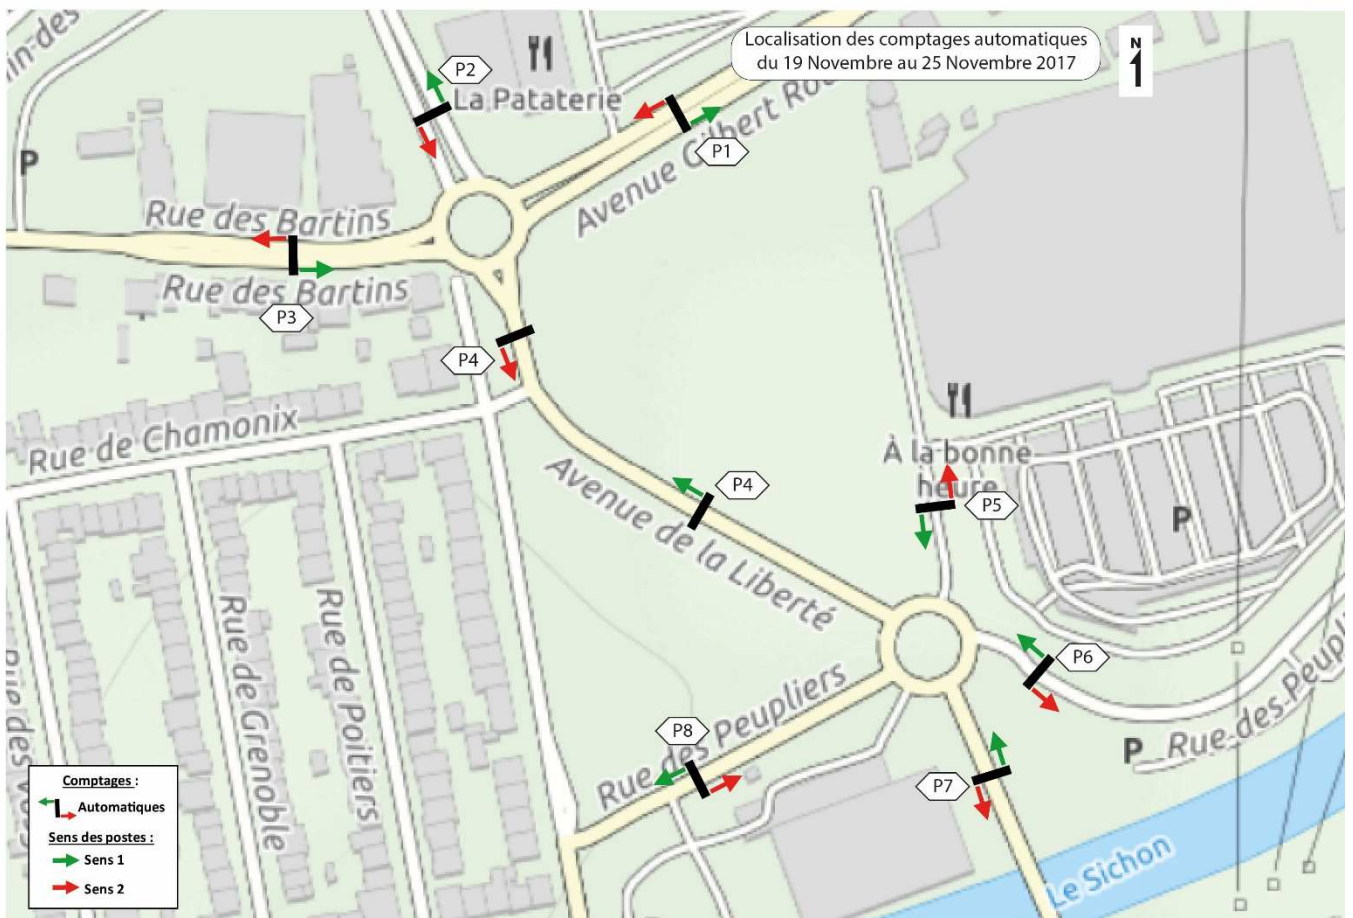 Localisation des comptages automatiques
du 19 Novembre au 25 Novembre 2017
N
P2
La Pataterie
P1
Avenue Gilbert
P
Rue des Bartins
Rue des Bartins
P3
P4
Rue de Chamonix
À la bonne
heure
P4
P5
P
Avenue de la Liberté
Rue de Grenoble
Rue de Poitiers
Rue des
P6
Rue des Peupliers
P8
P
Rue des
P7
Le Sichon
Comptages :
Automatiques
Sens des postes :
Sens 1
Sens 2